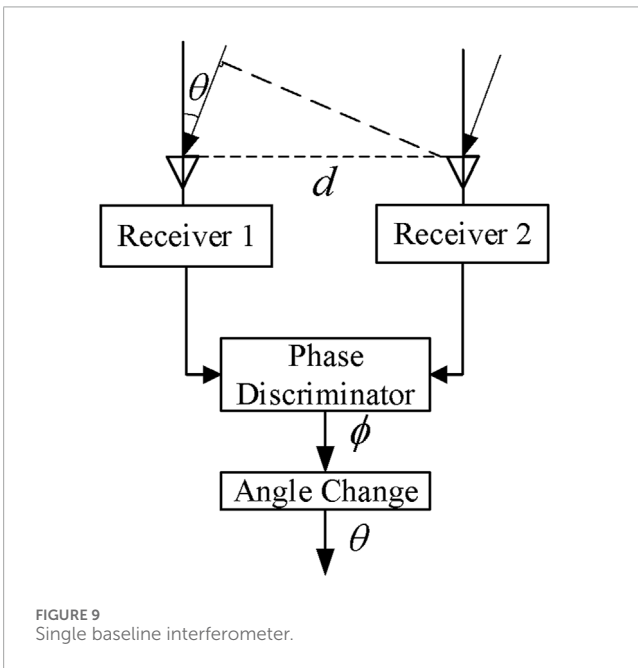 θ
d
Receiver 1
Receiver 2
Phase
Discriminator
ϕ
Angle Change
θ
FIGURE 9
Single baseline interferometer.